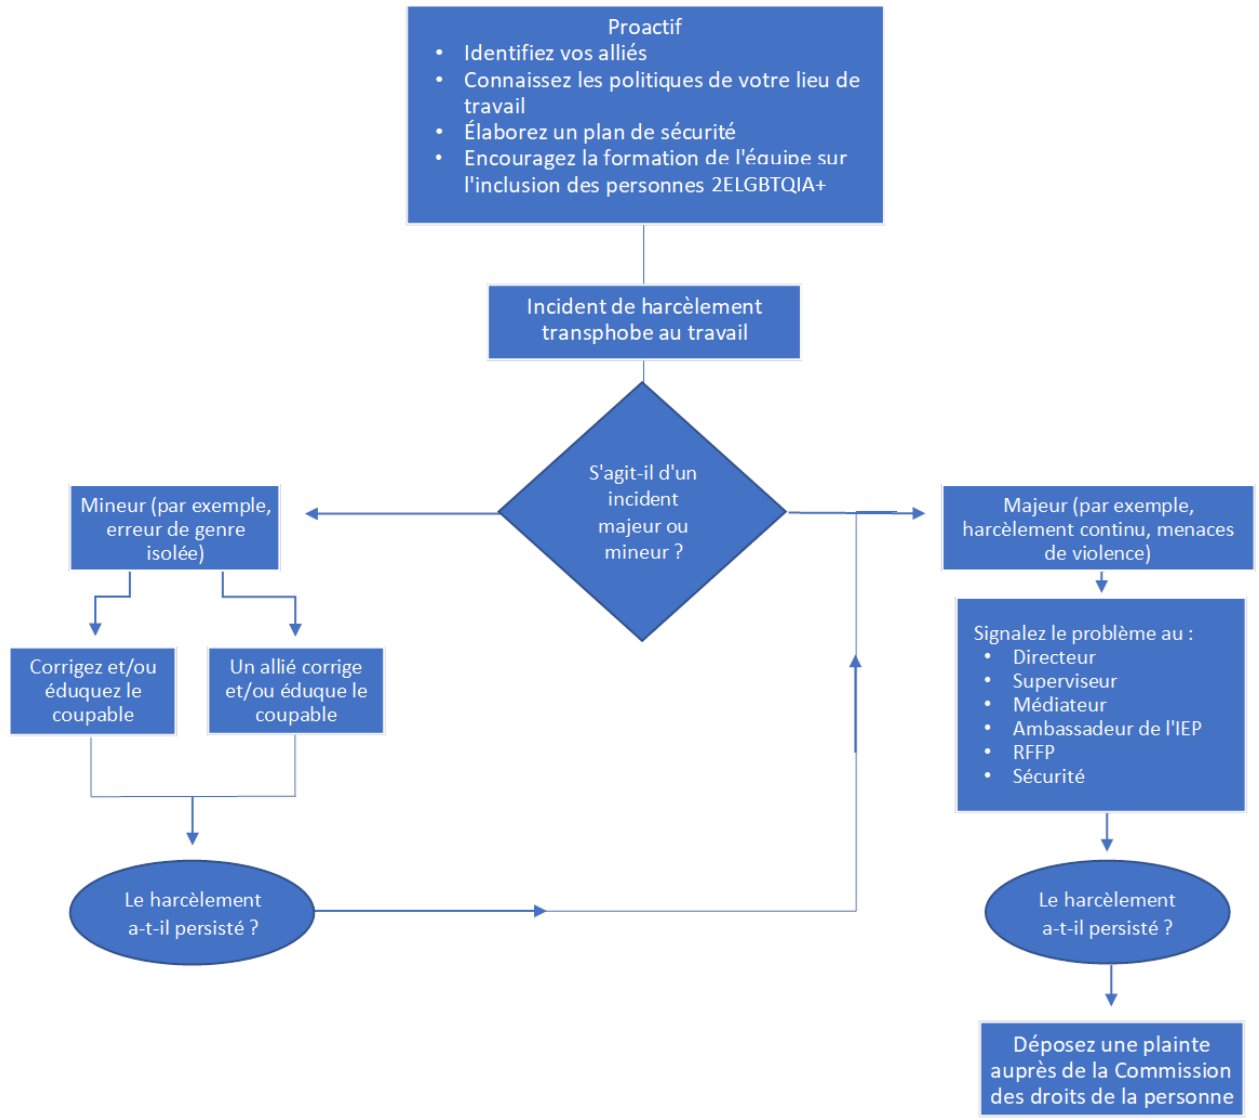 Proactif
• Identifiez vos alliés
• Connaissez les politiques de votre lieu de
travail
• Élaborez un plan de sécurité
• Encouragez la formation de l'équipe sur
l'inclusion des personnes 2ELGBTQIA+
Incident de harcèlement
transphobe au travail
S'agit-il d'un
incident
majeur ou
mineur ?
Mineur (par exemple,
erreur de genre
isolée)
Corrigez et/ou
éduquez le
coupable
Un allié corrige
et/ou éduque le
coupable
Le harcèlement
a-t-il persisté ?
Majeur (par exemple,
harcèlement continu, menaces
de violence)
Signalez le problème au :
• Directeur
• Superviseur
• Médiateur
• Ambassadeur de l'IEP
• RFFP
• Sécurité
Le harcèlement
a-t-il persisté ?
Déposez une plainte
auprès de la Commission
des droits de la personne